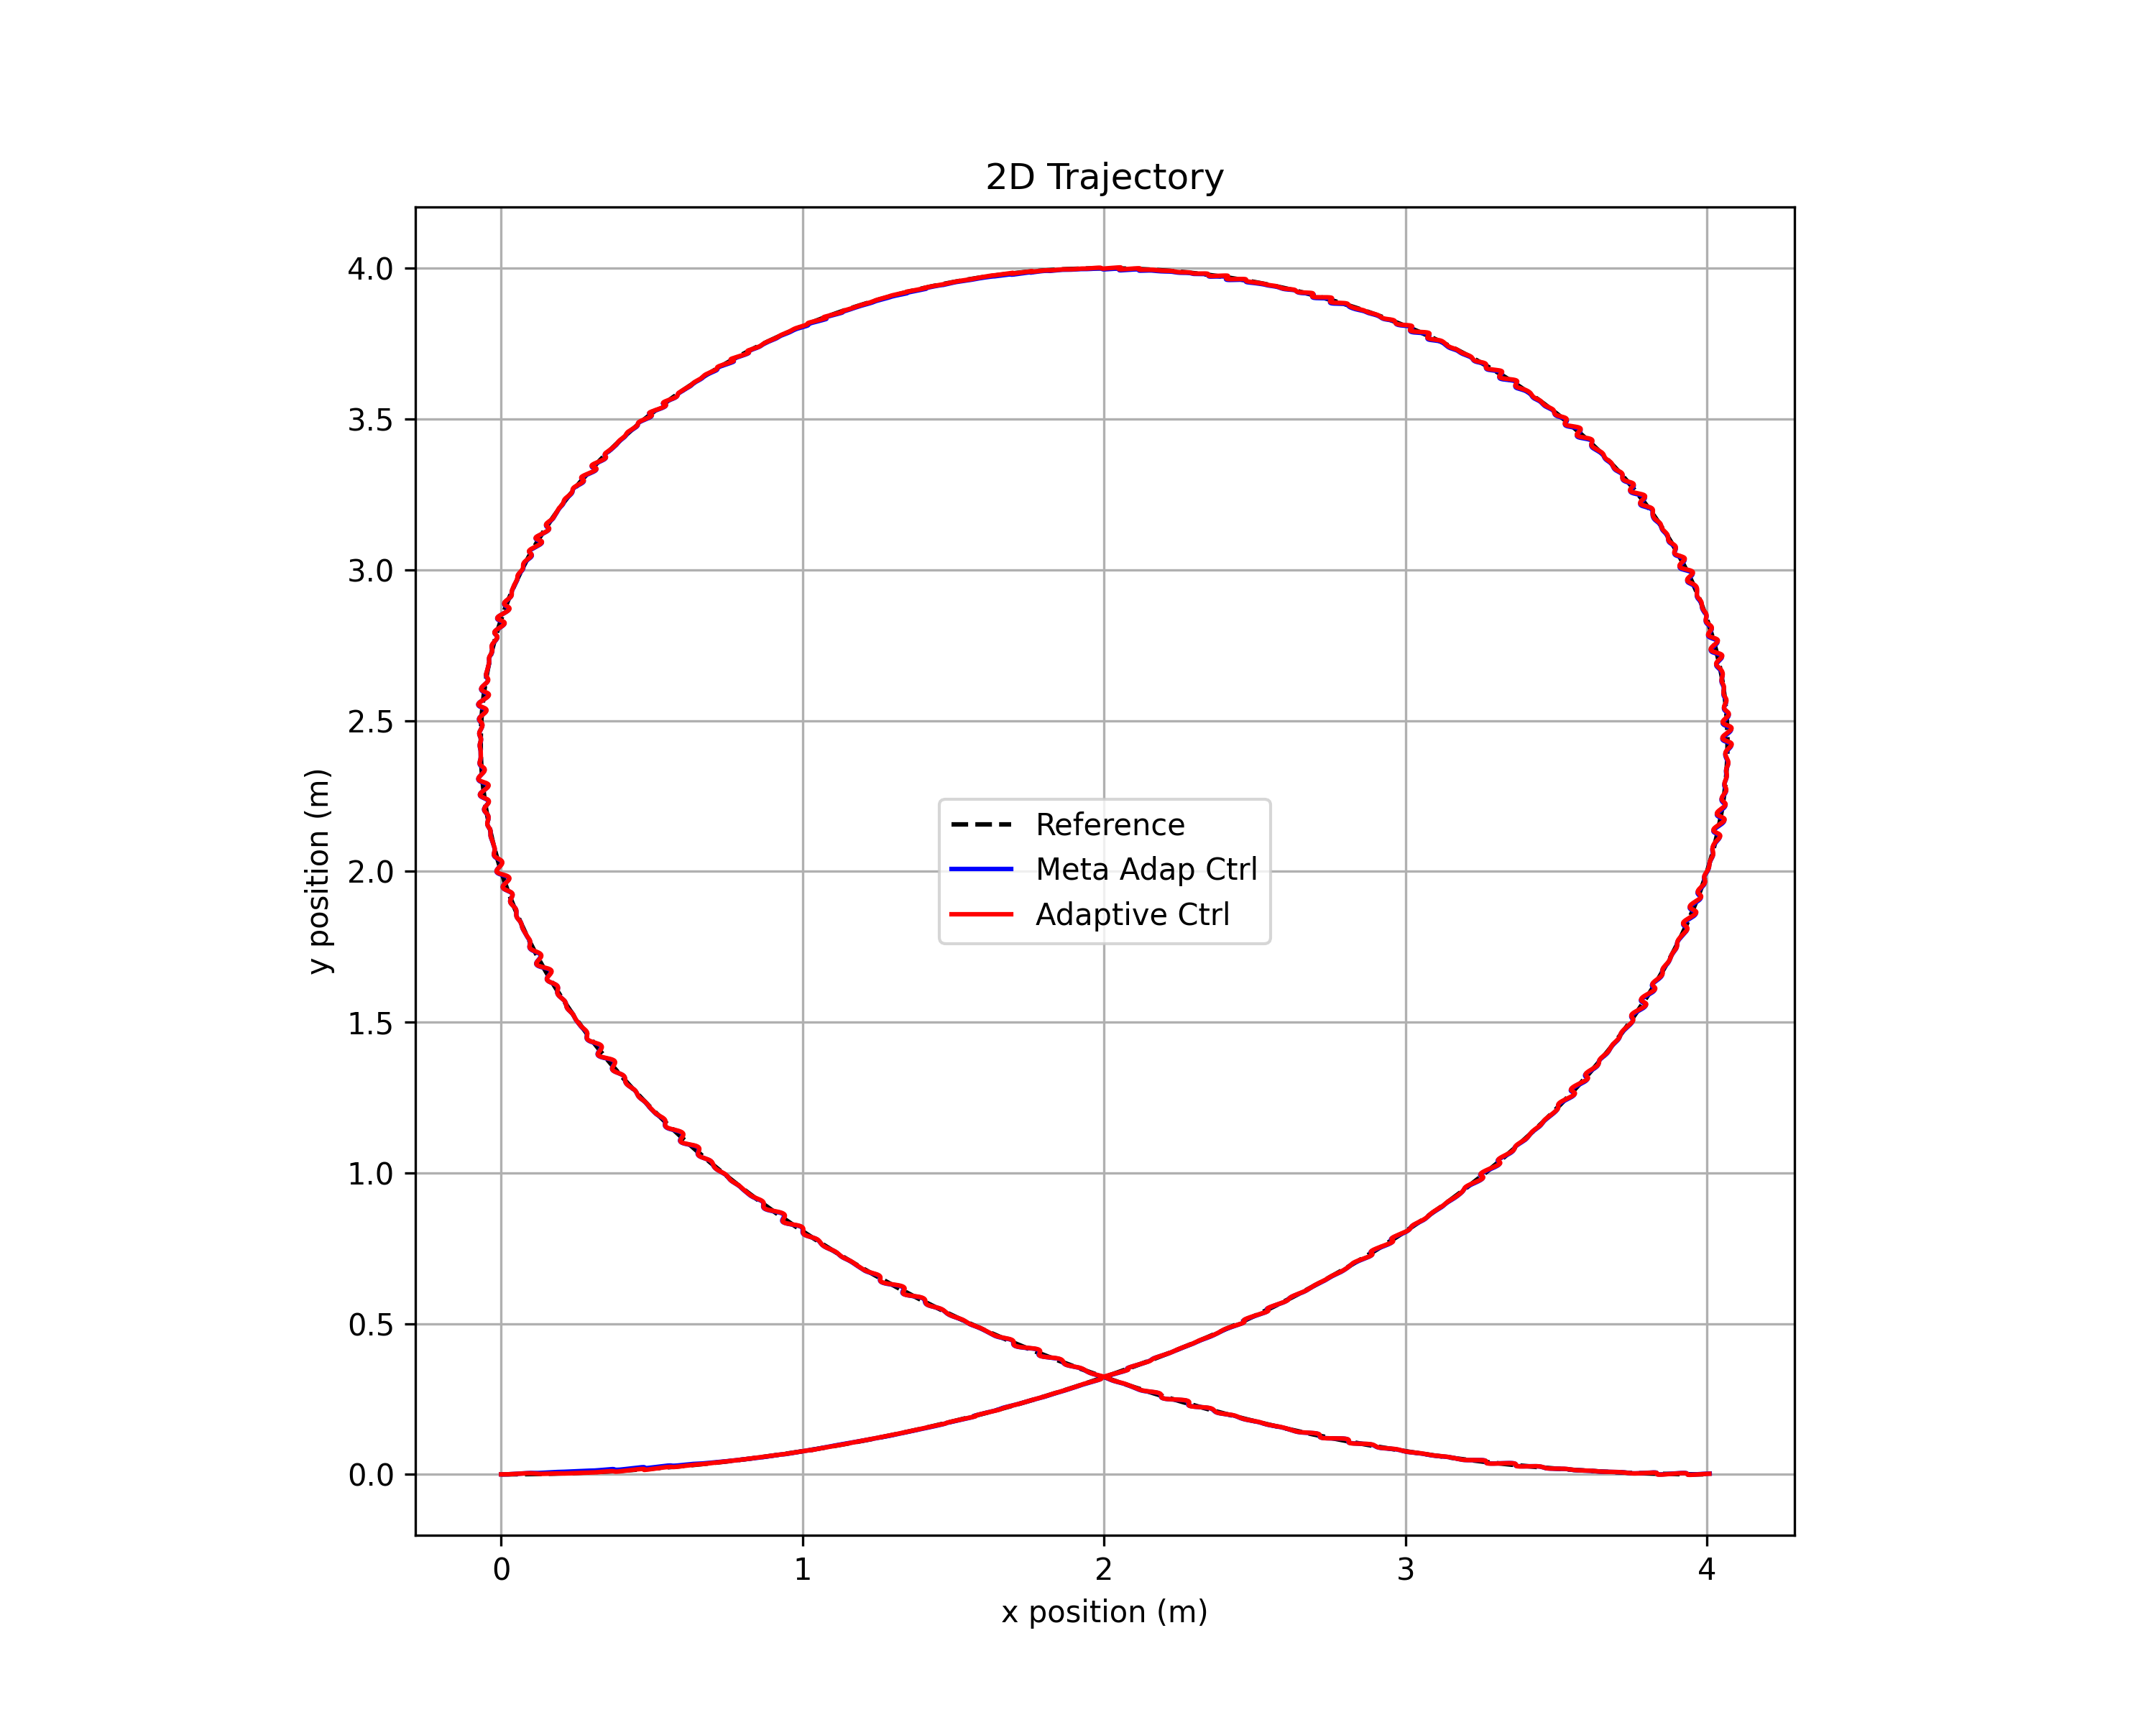 2D Trajectory
4.0
3.5
3.0
2.5
2.0
1.5
1.0
0.5
0.0
y position (m)
Reference
Meta Adap Ctrl
Adaptive Ctrl
0 1 2 3 4
x position (m)